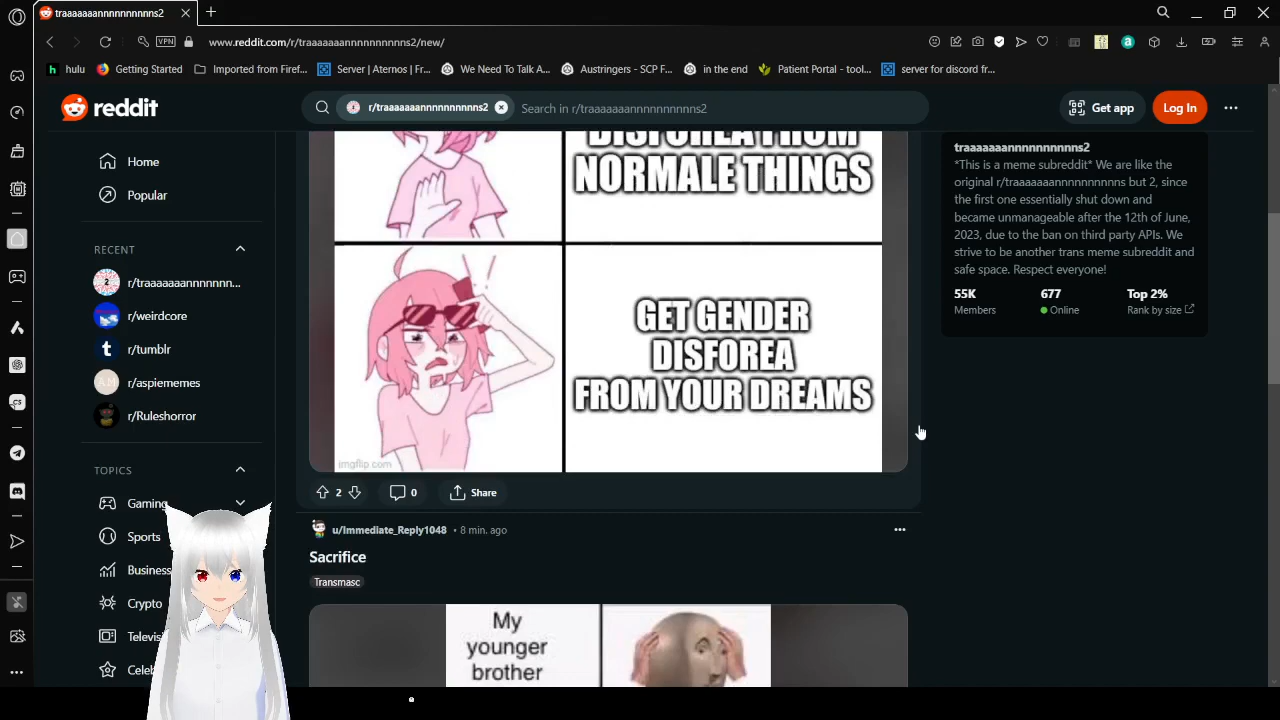 traaaaaaannnnnnnnnns2
VPN
www.reddit.com/r/traaaaaaannnnnnnnnns2/new/
hulu
Getting Started
Imported from Firef...
Server | Aternos | Fr...
We Need To Talk A...
Austringers - SCP F...
in the end
Patient Portal - tool...
server for discord fr...
reddit
r/traaaaaaannnnnnnnnns2
Search in r/traaaaaaannnnnnnnnns2
Get app
Log In
Home
Popular
RECENT
r/traaaaaaannnnnnn...
r/weirdcore
r/tumblr
r/aspiememes
r/Ruleshorror
TOPICS
Gaming
Sports
Business
Crypto
Televisi
Celeb
DISFOREA FROM
NORMALE THINGS
GET GENDER
DISFOREA
FROM YOUR DREAMS
imgflip.com
2
0
Share
u/Immediate_Reply1048 • 8 min. ago
Sacrifice
Transmasc
My
younger
brother
traaaaaaannnnnnnnnns2
*This is a meme subreddit* We are like the
original r/traaaaaaannnnnnnnnns but 2, since
the first one essentially shut down and
became unmanageable after the 12th of June,
2023, due to the ban on third party APIs. We
strive to be another trans meme subreddit and
safe space. Respect everyone!
55K
Members
677
Online
Top 2%
Rank by size